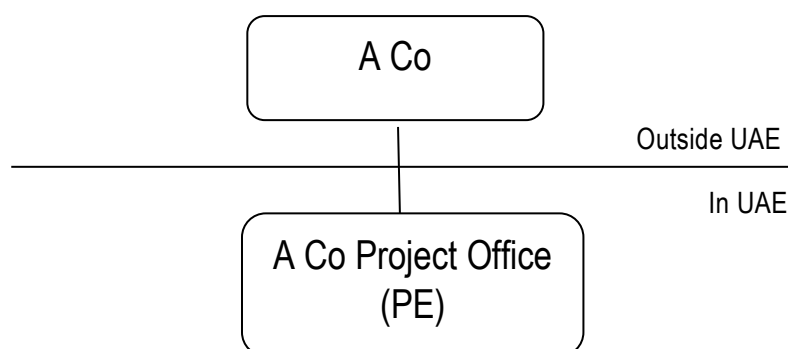 A Co
Outside UAE
In UAE
A Co Project Office
(PE)